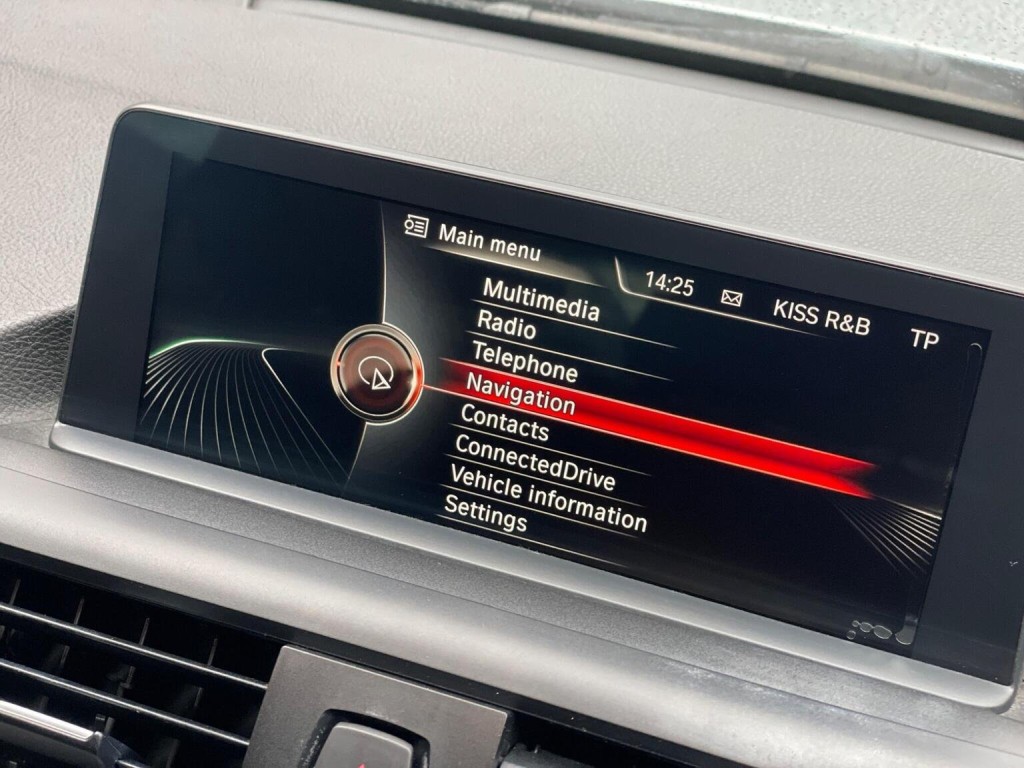 Main menu
14:25
KISS R&B
TP
Multimedia
Radio
Telephone
Navigation
Contacts
ConnectedDrive
Vehicle information
Settings